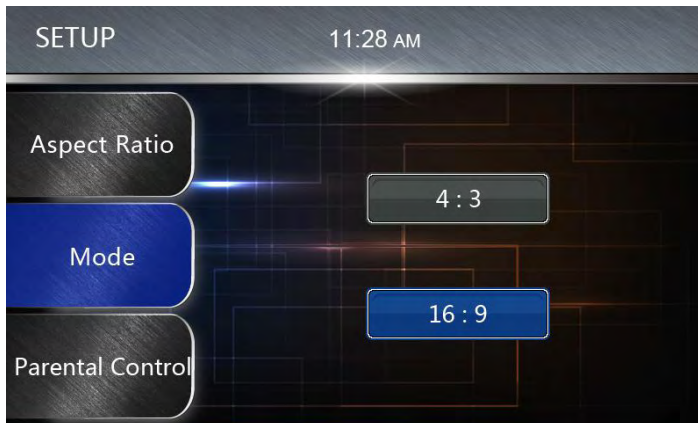 SETUP
11:28 AM
Aspect Ratio
4 : 3
Mode
16 : 9
Parental Control